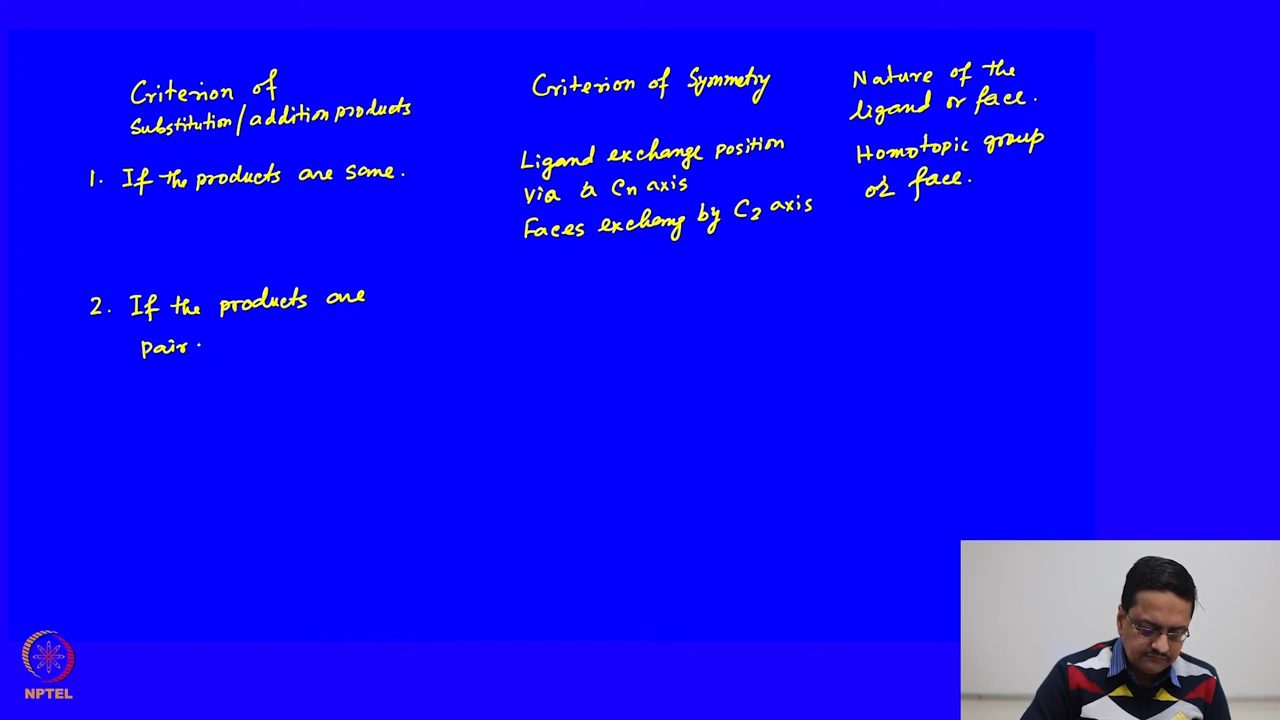 Criterion of
Substitution/addition products
1. If the products are same.
Criterion of Symmetry
Ligand exchange position
via a Cn axis
Faces exchang by C2 axis
Nature of the
ligand or face.
Homotopic group
or face.
2. If the products are
pair.
NPTEL